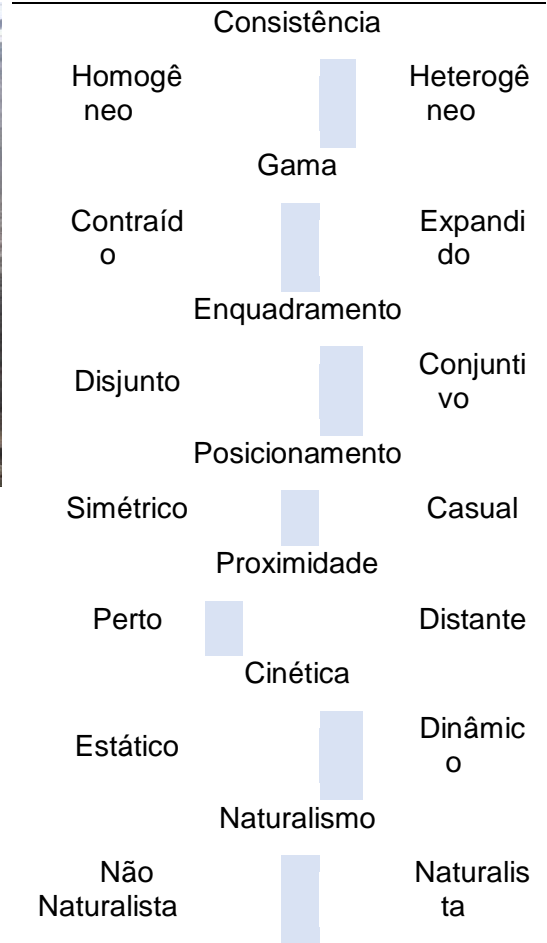 Consistência
Homogê Heterogê
neo neo
Gama
Contraíd Expandi
o do
Enquadramento
Disjunto Conjunti
vo
Posicionamento
Simétrico Casual
Proximidade
Perto Distante
Cinética
Estático Dinâmic
o
Naturalismo
Não Naturalis
Naturalista ta